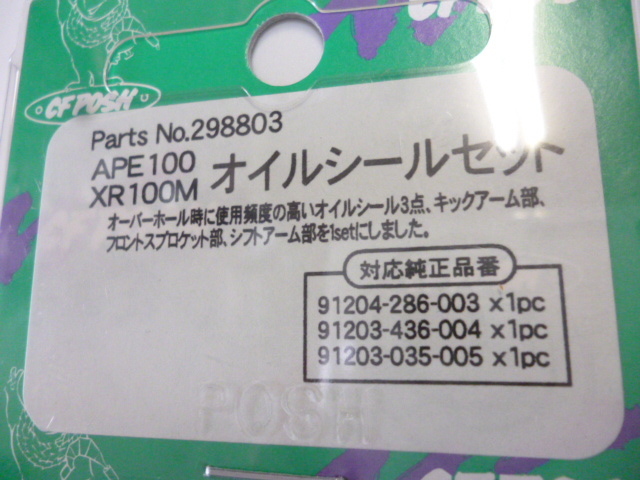 CF POSH
Parts No.298803
APE100
XR100M オイルシールセット
オーバーホール時に使用頻度の高いオイルシール3点、キックアーム部、
フロントスプロケット部、シフトアーム部を1setにしました。
対応純正品番
91204-286-003 x1pc
91203-436-004 x1pc
91203-035-005 x1pc
POSH